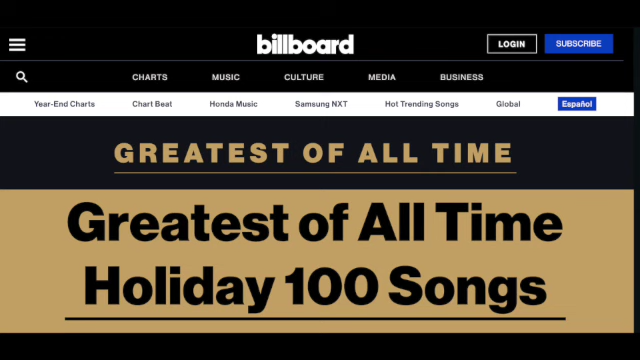 billboard
LOGIN
SUBSCRIBE
CHARTS MUSIC CULTURE MEDIA BUSINESS
Year-End Charts Chart Beat Honda Music Samsung NXT Hot Trending Songs Global Español
GREATEST OF ALL TIME
Greatest of All Time
Holiday 100 Songs